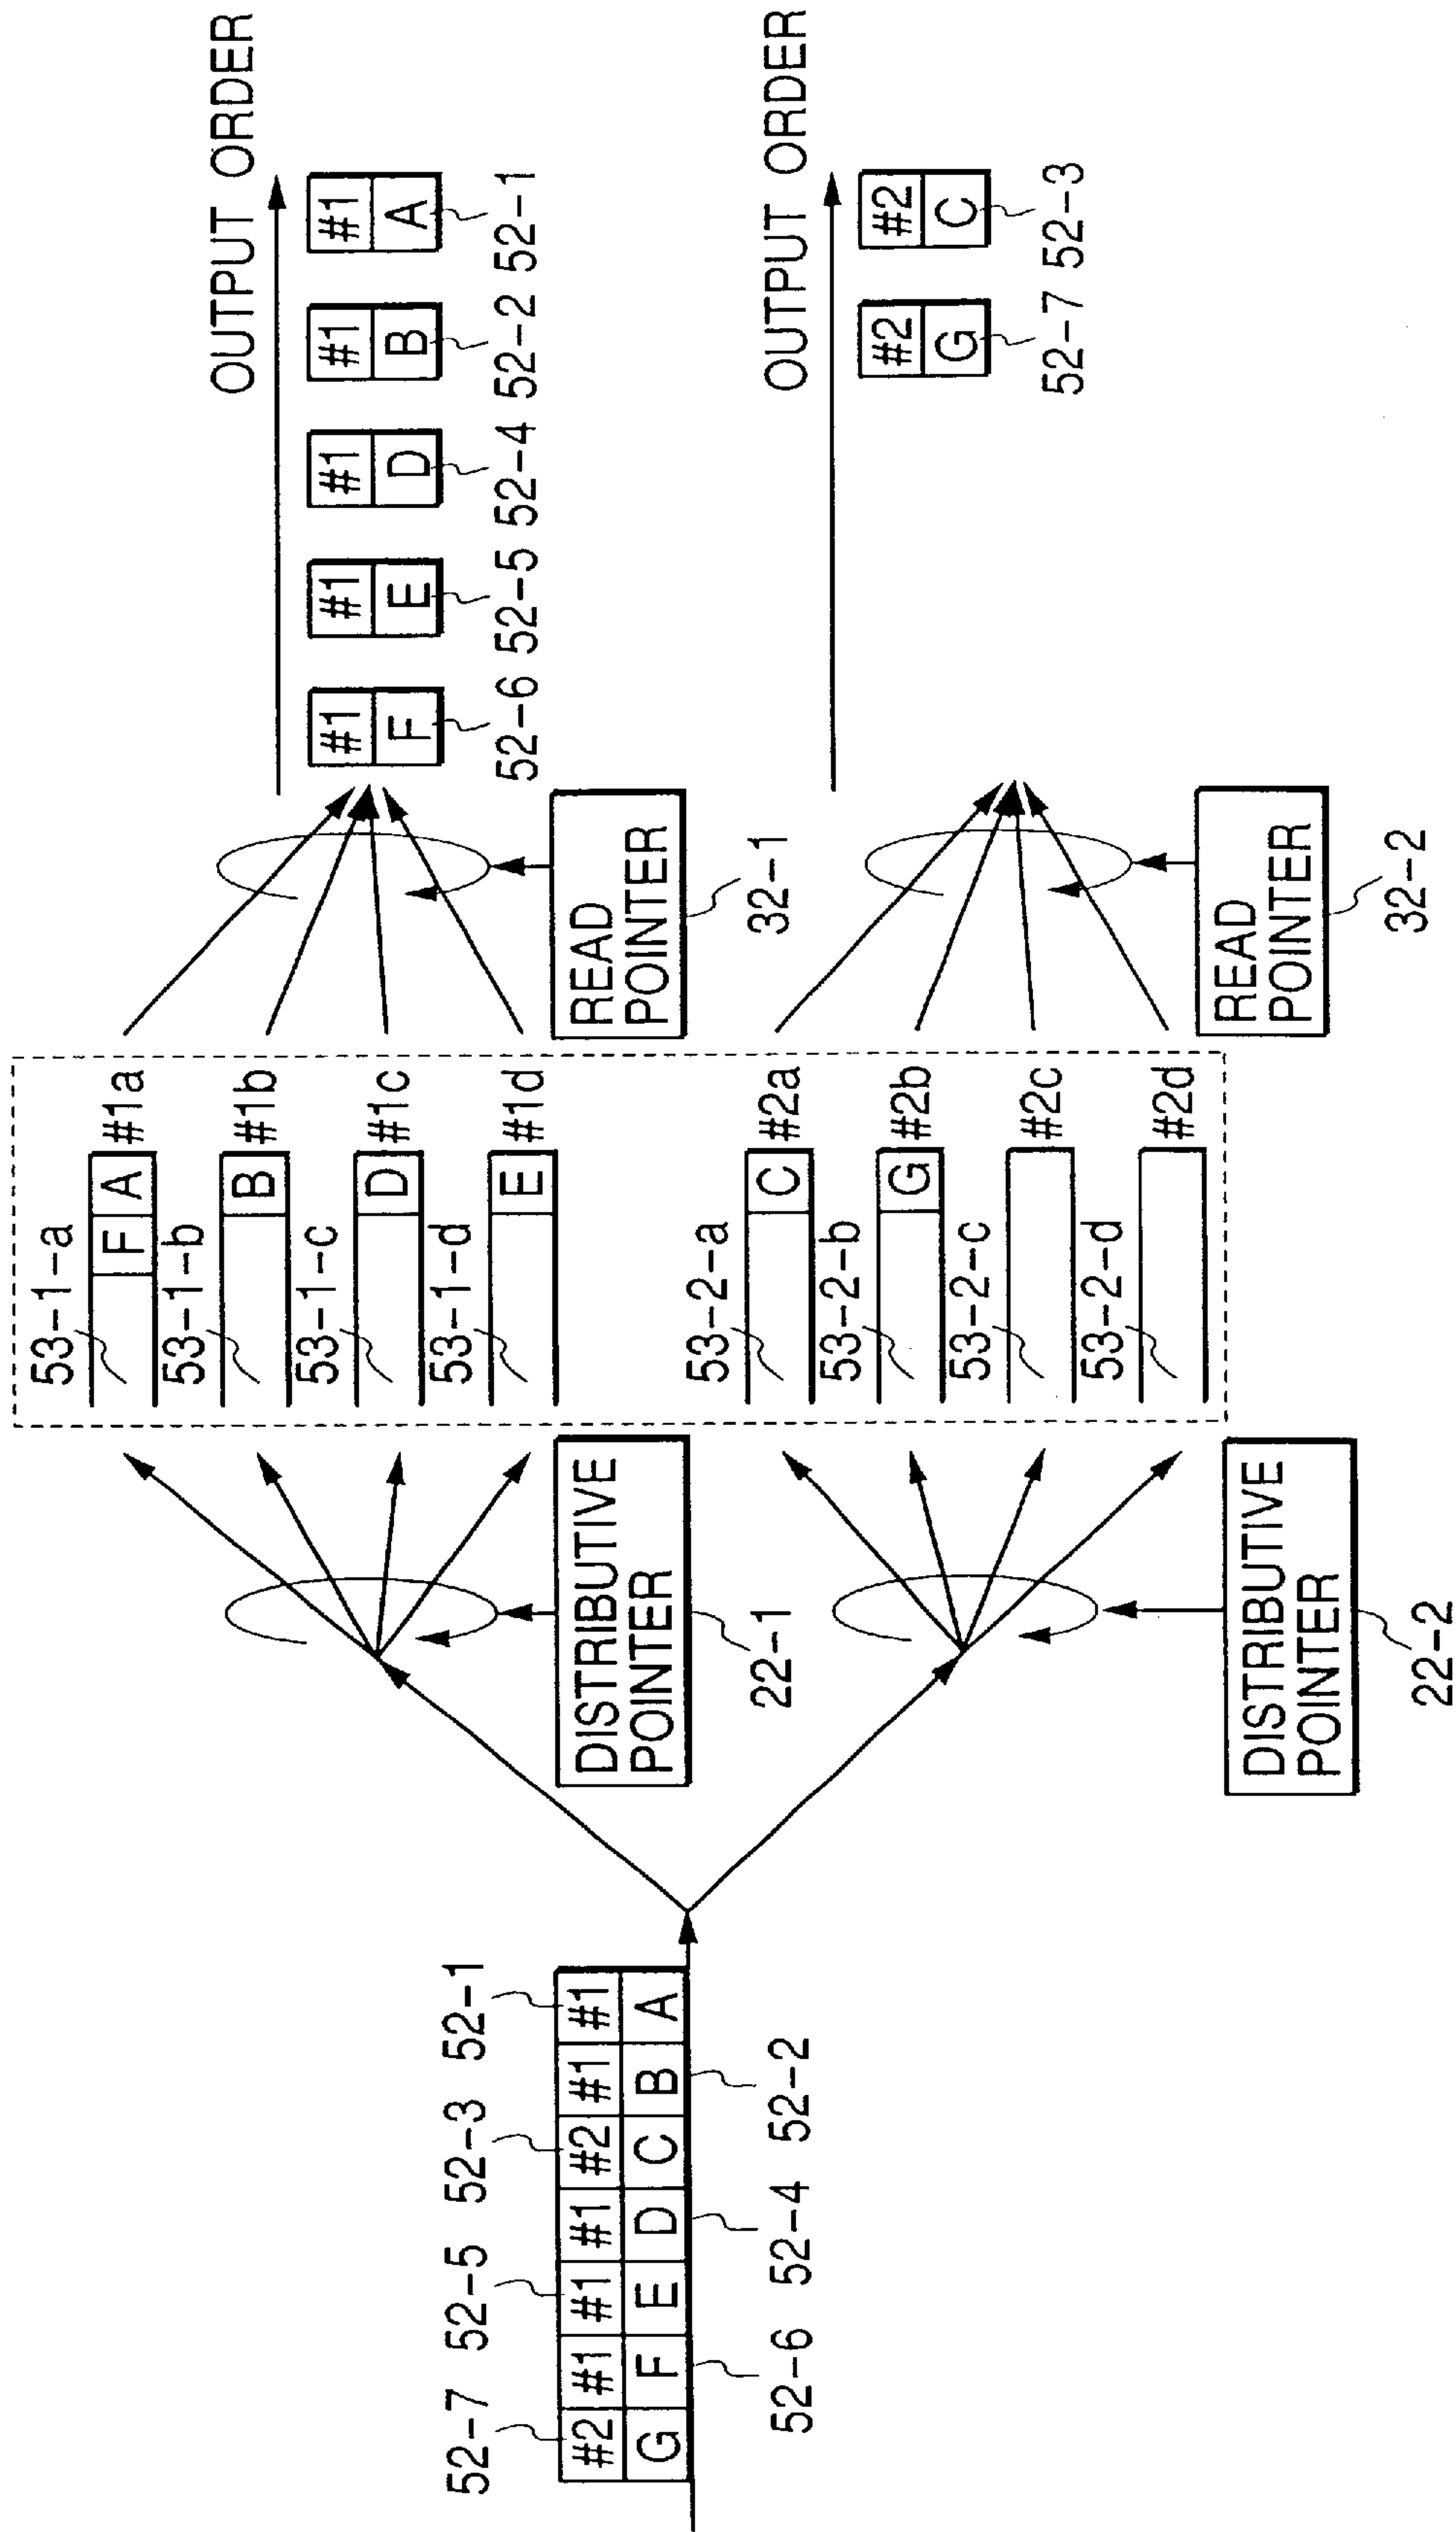 52-7 52-5 52-3 52-1
#2 #1 #1 #1 #2 #1 #1
G F E D C B A
52-6 52-4 52-2
DISTRIBUTIVE
POINTER
22-1
DISTRIBUTIVE
POINTER
22-2
53-1-a
F A #1a
53-1-b
B #1b
53-1-c
D #1c
53-1-d
E #1d
53-2-a
C #2a
53-2-b
G #2b
53-2-c
#2c
53-2-d
#2d
READ
POINTER
32-1
READ
POINTER
32-2
OUTPUT ORDER
#1 #1 #1 #1 #1
F E D B A
52-6 52-5 52-4 52-2 52-1
OUTPUT ORDER
#2 #2
G C
52-7 52-3